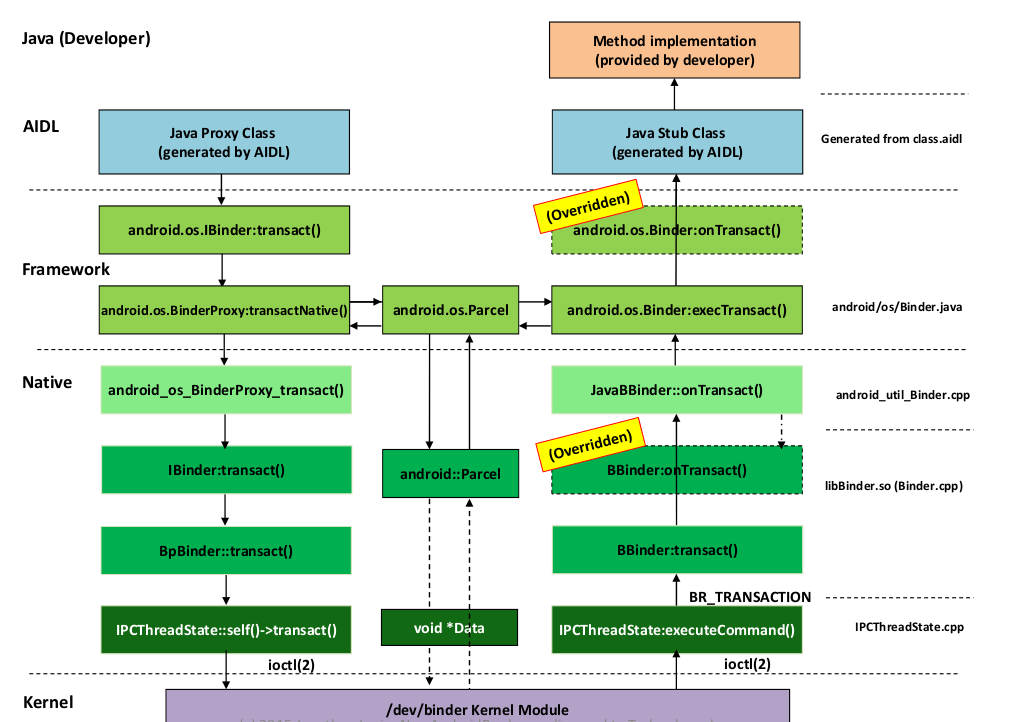 Java (Developer)
Method implementation
(provided by developer)
AIDL
Java Proxy Class
(generated by AIDL)
Java Stub Class
(generated by AIDL)
Generated from class.aidl
(Overridden)
android.os.IBinder:transact()
android.os.Binder:onTransact()
Framework
android.os.BinderProxy:transactNative()
android.os.Parcel
android.os.Binder:execTransact()
android/os/Binder.java
Native
android_os_BinderProxy_transact()
JavaBBinder::onTransact()
android_util_Binder.cpp
(Overridden)
IBinder:transact()
android::Parcel
BBinder:onTransact()
libBinder.so (Binder.cpp)
BpBinder::transact()
BBinder:transact()
BR_TRANSACTION
IPCThreadState::self()->transact()
void *Data
IPCThreadState:executeCommand()
IPCThreadState.cpp
ioctl(2)
ioctl(2)
Kernel
/dev/binder Kernel Module